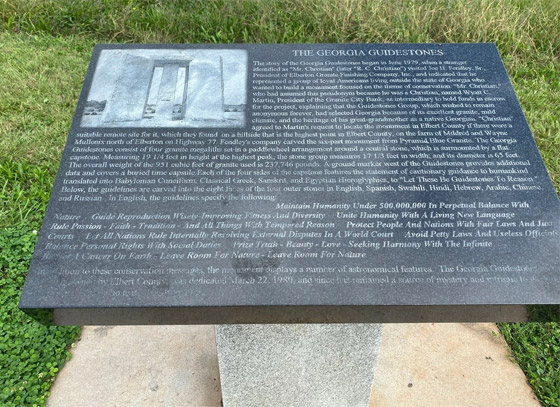 THE GEORGIA GUIDESTONES
The story of the Georgia Guidestones began in June 1979, when a stranger
identified as "Mr. Christian" (later "R. C. Christian") visited Joe H. Fendley, Sr.,
President of Elberton Granite Finishing Company, Inc., and indicated that he
represented a group of loyal Americans living outside the state of Georgia who
wanted to build a monument focused on the theme of conservation. "Mr. Christian,"
who had assumed this pseudonym because he was a Christian, named Wyatt C.
Martin, President of the Granite City Bank, as intermediary to hold funds in escrow
for the project, explaining that the Guidestones Group, which wished to remain
anonymous forever, had selected Georgia because of its excellent granite, mild
climate, and the heritage of his great-grandmother as a native Georgian. "Christian"
agreed to Martin's request to locate the monument in Elbert County if there were a
suitable remote site for it, which they found on a hillside that is the highest point in Elbert County, on the farm of Mildred and Wayne
Mullenix north of Elberton on Highway 77. Fendley's company carved the six-part monument from Pyramid Blue Granite. The Georgia
Guidestones consist of four granite megaliths set in a paddlewheel arrangement around a central stone, which is surmounted by a flat
capstone. Measuring 19 1/4 feet in height at the highest peak, the stone group measures 17 1/3 feet in width, and its diameter is 6.5 feet.
The overall weight of the 951 cubic feet of granite used is 237,746 pounds. A ground marker west of the Guidestones provides additional
data and covers a buried time capsule. Each of the four sides of the capstone features the statement of cautionary guidance to humankind
translated into Babylonian Cuneiform, Classical Greek, Sanskrit, and Egyptian Hieroglyphics, to "Let These Be Guidestones To Reason."
Below, the guidelines are carved into the eight faces of the four outer stones in English, Spanish, Swahili, Hindi, Hebrew, Arabic, Chinese,
and Russian. In English, the guidelines specify the following:
Maintain Humanity Under 500,000,000 In Perpetual Balance With
Nature - Guide Reproduction Wisely-Improving Fitness And Diversity - Unite Humanity With A Living New Language
Rule Passion - Faith - Tradition - And All Things With Tempered Reason - Protect People And Nations With Fair Laws And Just
Courts - Let All Nations Rule Internally Resolving External Disputes In A World Court - Avoid Petty Laws And Useless Officials
Balance Personal Rights With Social Duties - Prize Truth - Beauty - Love - Seeking Harmony With The Infinite
Be Not A Cancer On Earth - Leave Room For Nature - Leave Room For Nature
In addition to these conservation messages, the monument displays a number of astronomical features. The Georgia Guidestones
by Elbert County, was dedicated March 22, 1980, and since has remained a source of mystery and intrigue to